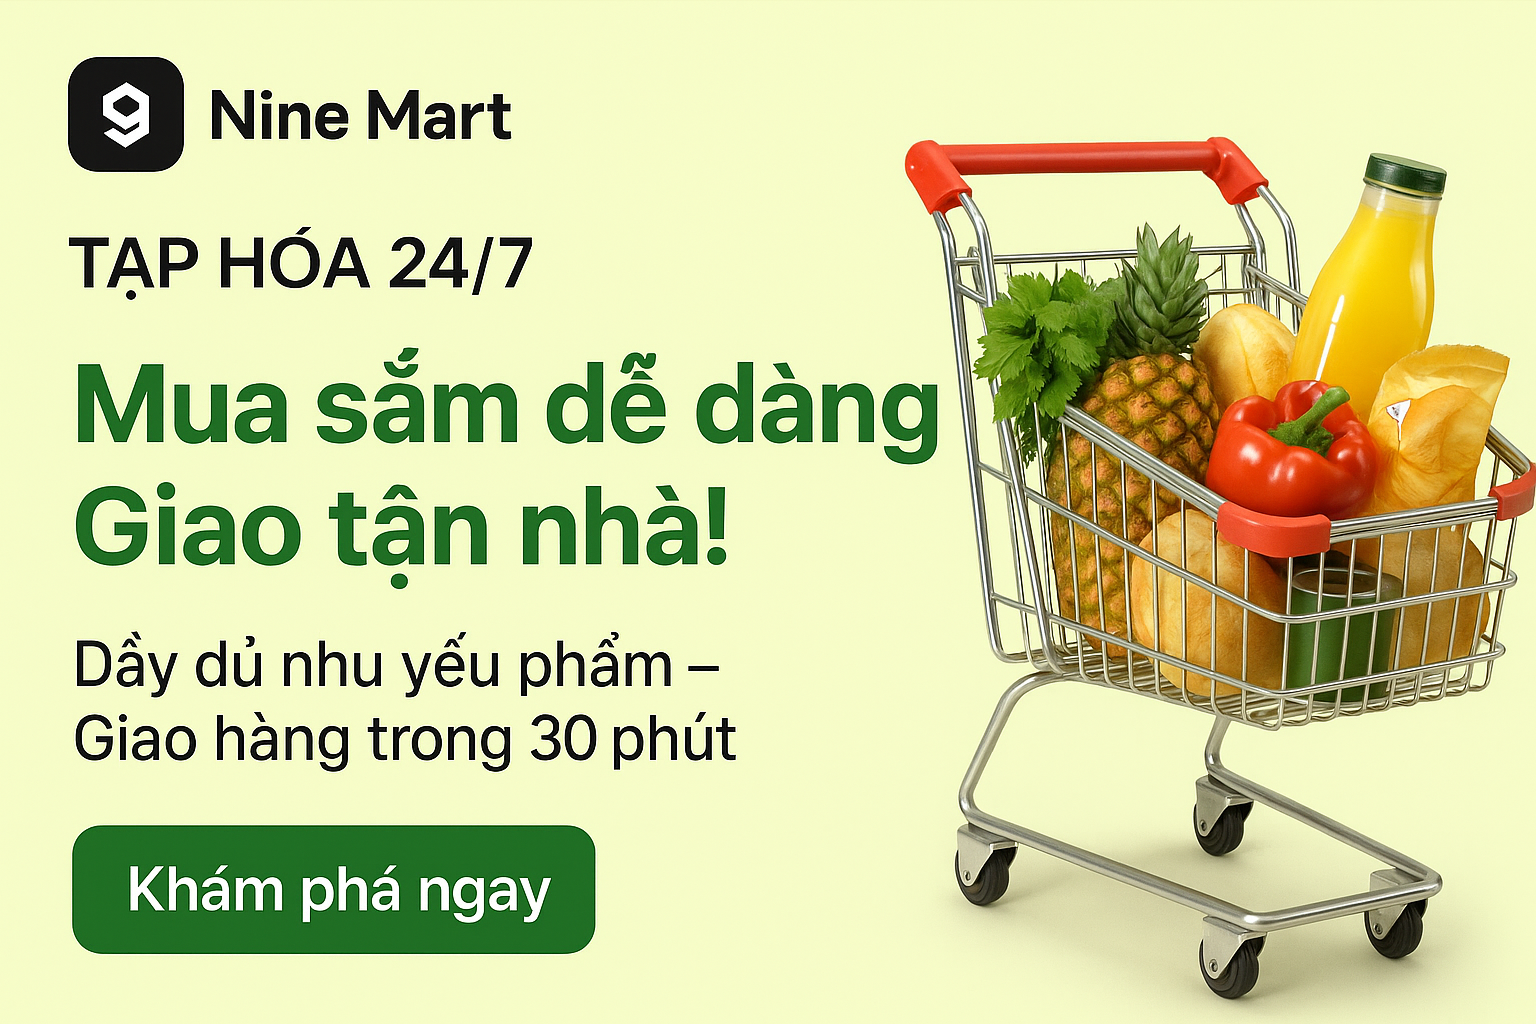 9 Nine Mart
TẠP HÓA 24/7
Mua sắm dễ dàng
Giao tận nhà!
Dầy dủ nhu yếu phẩm –
Giao hàng trong 30 phút
Khám phá ngay